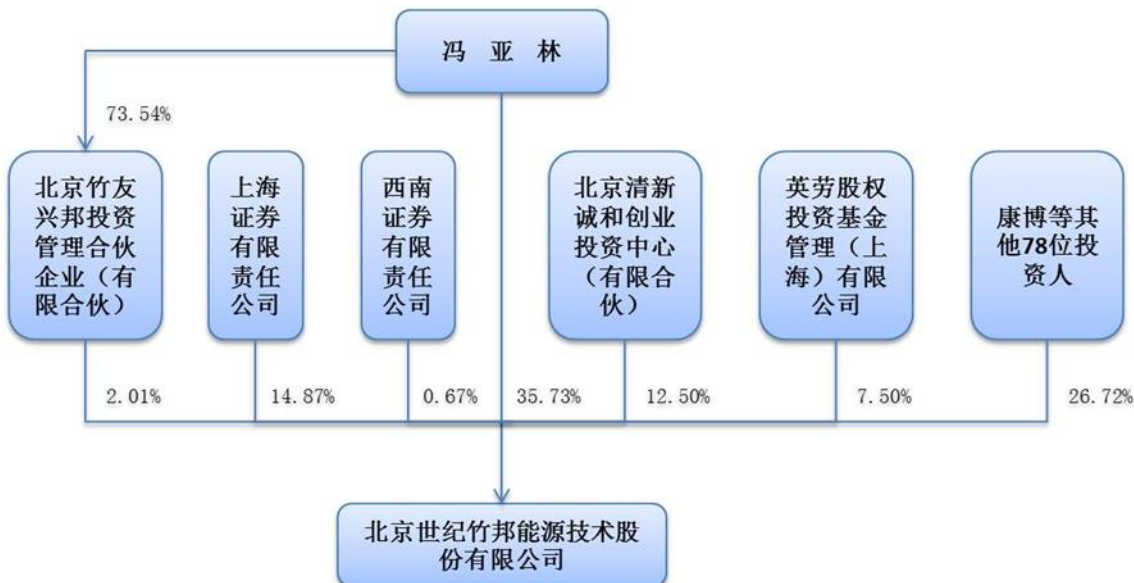 冯 亚 林
73.54%
北京竹友
兴邦投资
管理合伙
企业（有
限合伙）
上海
证券
有限
责任
公司
西南
证券
有限
责任
公司
北京清新
诚和创业
投资中心
（有限合
伙）
英劳股权
投资基金
管理（上
海）有限
公司
康博等其
他78位投
资人
2.01%
14.87%
0.67%
35.73%
12.50%
7.50%
26.72%
北京世纪竹邦能源技术股
份有限公司